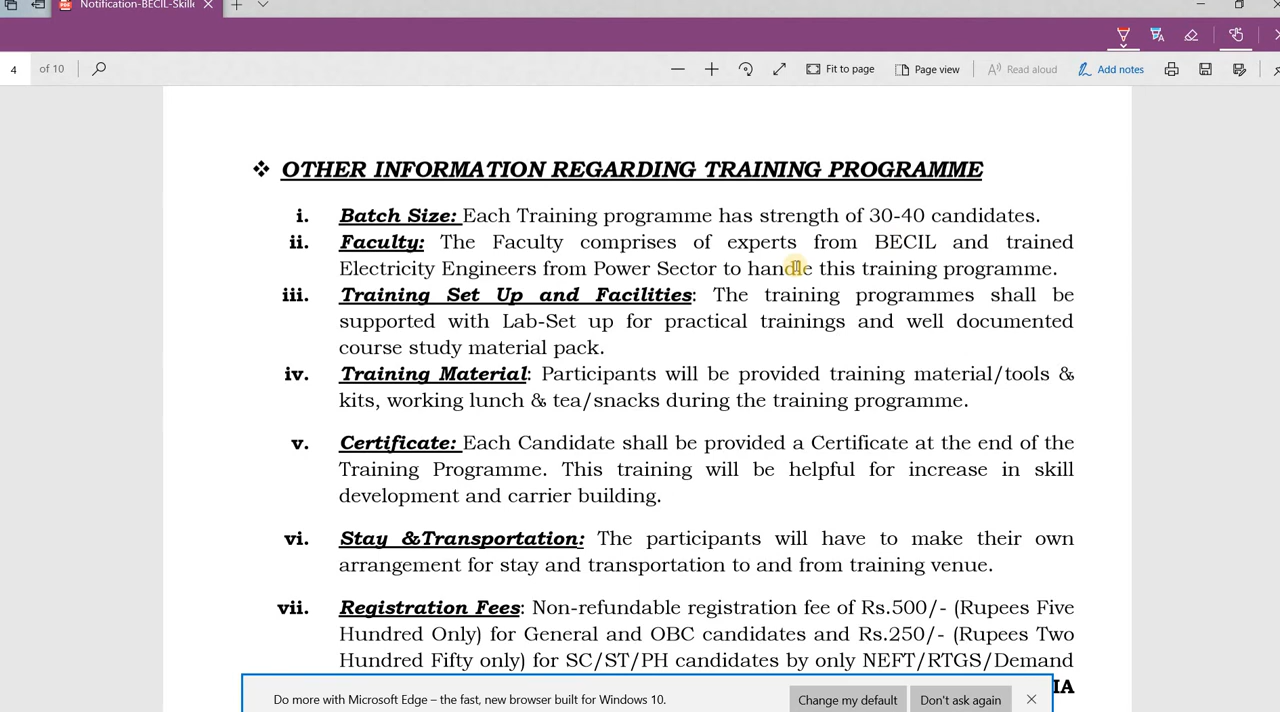 Notification-BECIL-Skille
4 of 10 Fit to page Page view Read aloud Add notes
❖ OTHER INFORMATION REGARDING TRAINING PROGRAMME
i. Batch Size: Each Training programme has strength of 30-40 candidates.
ii. Faculty: The Faculty comprises of experts from BECIL and trained
Electricity Engineers from Power Sector to handle this training programme.
iii. Training Set Up and Facilities: The training programmes shall be
supported with Lab-Set up for practical trainings and well documented
course study material pack.
iv. Training Material: Participants will be provided training material/tools &
kits, working lunch & tea/snacks during the training programme.
v. Certificate: Each Candidate shall be provided a Certificate at the end of the
Training Programme. This training will be helpful for increase in skill
development and carrier building.
vi. Stay &Transportation: The participants will have to make their own
arrangement for stay and transportation to and from training venue.
vii. Registration Fees: Non-refundable registration fee of Rs.500/- (Rupees Five
Hundred Only) for General and OBC candidates and Rs.250/- (Rupees Two
Hundred Fifty only) for SC/ST/PH candidates by only NEFT/RTGS/Demand
IA
Do more with Microsoft Edge – the fast, new browser built for Windows 10. Change my default Don't ask again